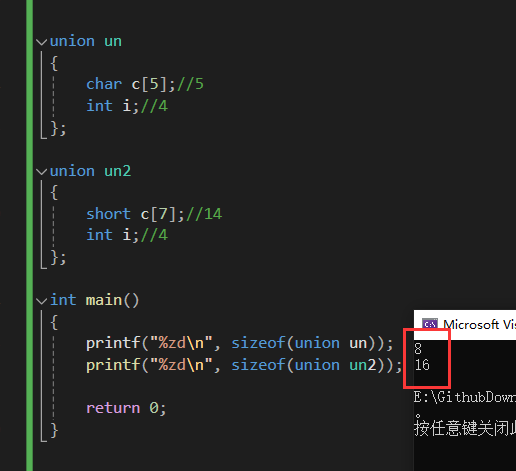 union un
{
char c[5];//5
int i;//4
};
union un2
{
short c[7];//14
int i;//4
};
int main()
{
printf("%zd\n", sizeof(union un));
printf("%zd\n", sizeof(union un2));
return 0;
}
Microsoft Vis
8
16
E:\GithubDown
。
按任意键关闭此